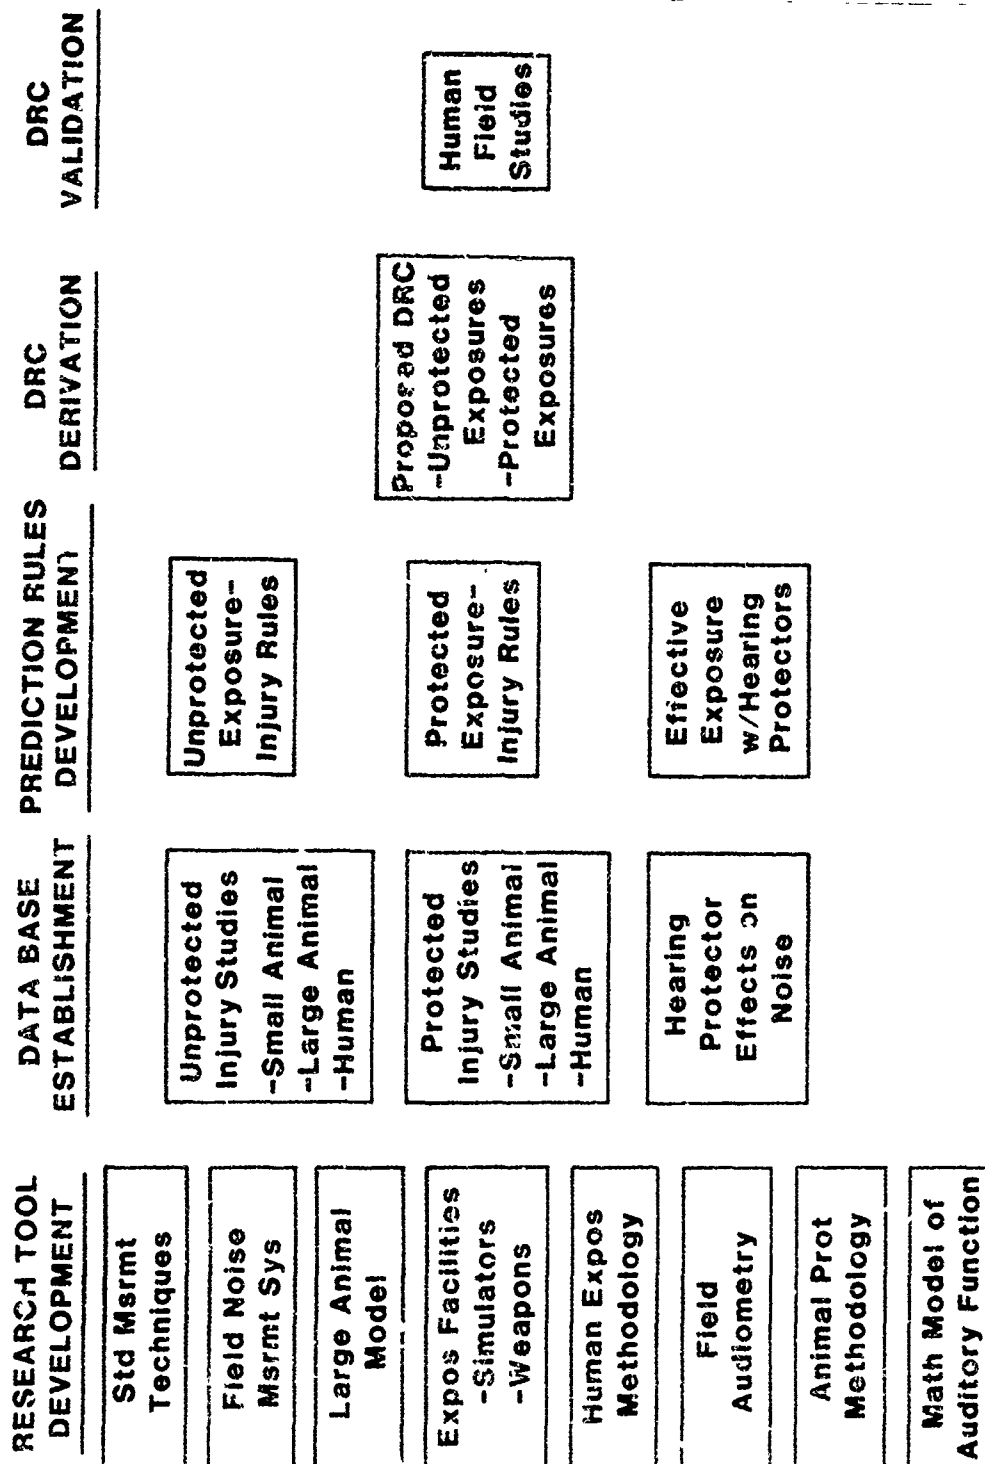 RESEARCH TOOL
DEVELOPMENT
Std Msrmt
Techniques
Field Noise
Msrmt Sys
Large Animal
Model
Expos Facilities
-Simulators
-Weapons
Human Expos
Methodology
Field
Audiometry
Animal Prot
Methodology
Math Model of
Auditory Function
DATA BASE
ESTABLISHMENT
Unprotected
Injury Studies
-Small Animal
-Large Animal
-Human
Protected
Injury Studies
-Small Animal
-Large Animal
-Human
Hearing
Protector
Effects on
Noise
PREDICTION RULES
DEVELOPMENT
Unprotected
Exposure-
Injury Rules
Protected
Exposure-
Injury Rules
Effective
Exposure
w/Hearing
Protectors
DRC
DERIVATION
Proposed DRC
-Unprotected
Exposures
-Protected
Exposures
DRC
VALIDATION
Human
Field
Studies